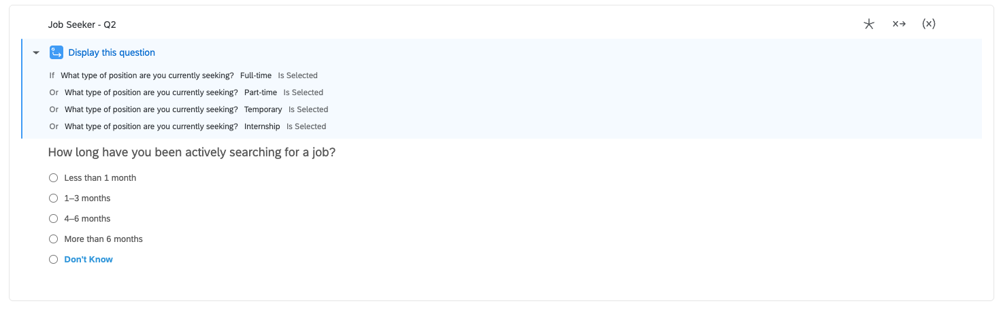 Job Seeker - Q2
Display this question
If What type of position are you currently seeking? Full-time Is Selected
Or What type of position are you currently seeking? Part-time Is Selected
Or What type of position are you currently seeking? Temporary Is Selected
Or What type of position are you currently seeking? Internship Is Selected
How long have you been actively searching for a job?
Less than 1 month
1–3 months
4–6 months
More than 6 months
Don't Know